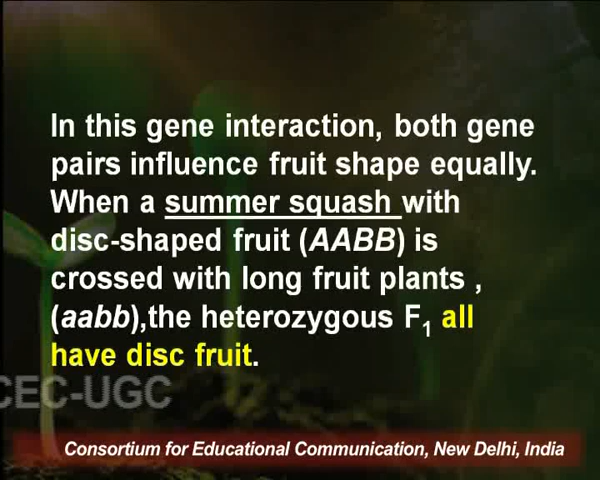 In this gene interaction, both gene
pairs influence fruit shape equally.
When a summer squash with
disc-shaped fruit (AABB) is
crossed with long fruit plants ,
(aabb),the heterozygous F1 all
have disc fruit.
CEC-UGC
Consortium for Educational Communication, New Delhi, India